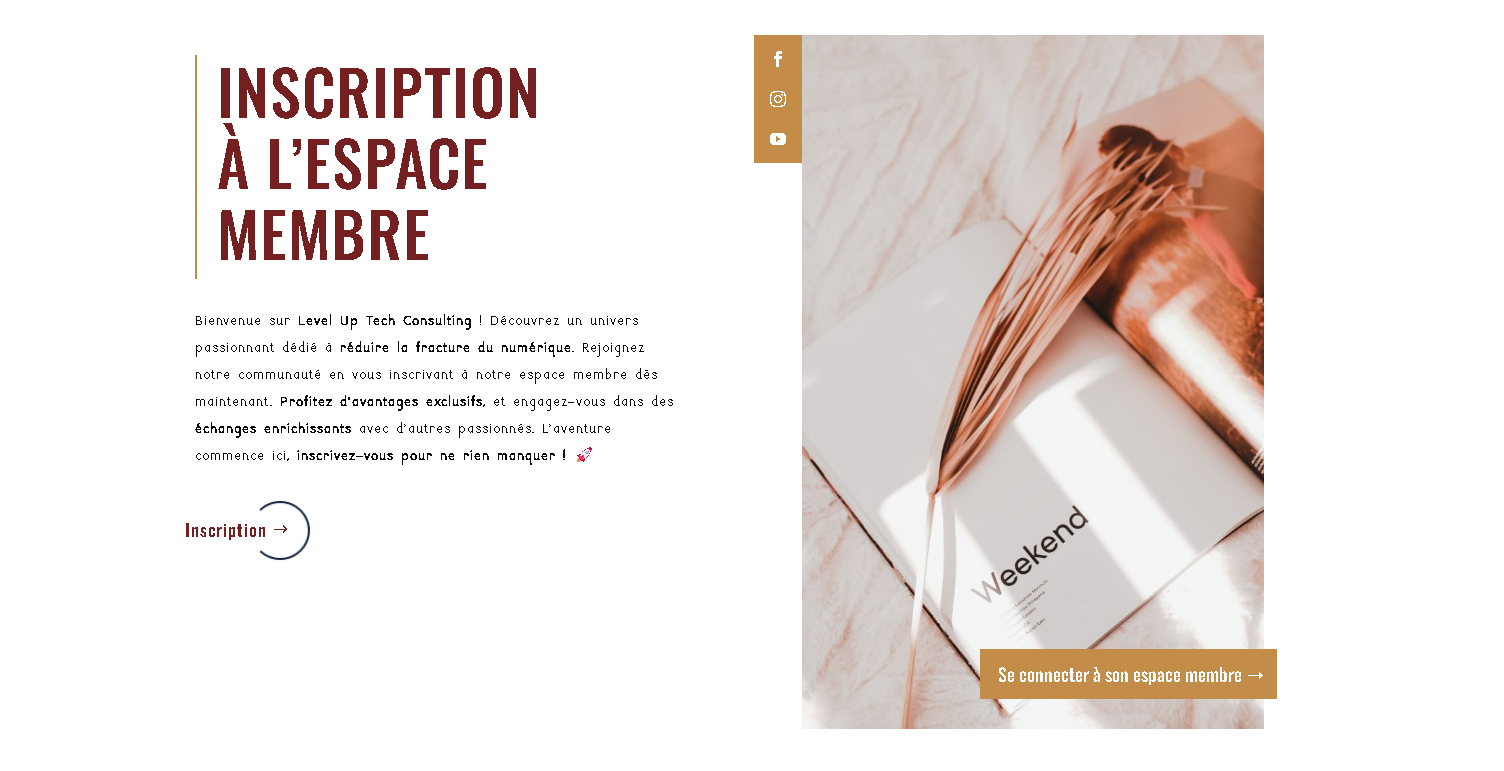 INSCRIPTION
À L’ESPACE
MEMBRE
Bienvenue sur Level Up Tech Consulting ! Découvrez un univers
passionnant dédié à réduire la fracture du numérique. Rejoignez
notre communauté en vous inscrivant à notre espace membre dès
maintenant. Profitez d'avantages exclusifs, et engagez-vous dans des
échanges enrichissants avec d’autres passionnés. L’aventure
commence ici, inscrivez-vous pour ne rien manquer ! 🚀
Inscription →
Weekend
Se connecter à son espace membre →